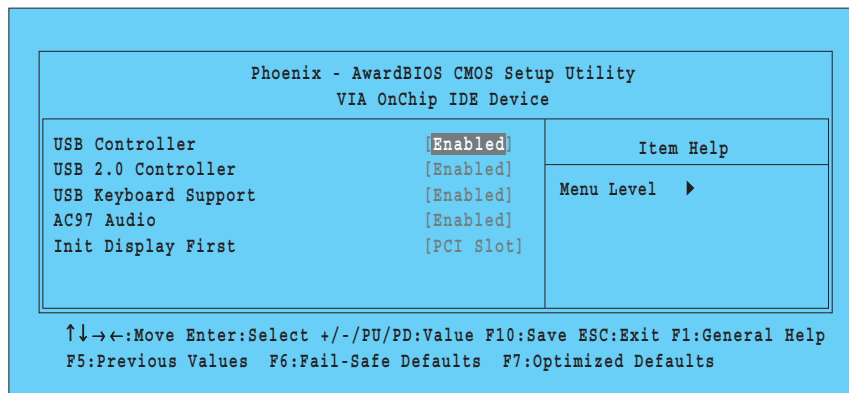 Phoenix - AwardBIOS CMOS Setup Utility
VIA OnChip IDE Device
USB Controller [Enabled]
USB 2.0 Controller [Enabled]
USB Keyboard Support [Enabled]
AC97 Audio [Enabled]
Init Display First [PCI Slot]
Item Help
Menu Level ▶
↑↓→←:Move Enter:Select +/-/PU/PD:Value F10:Save ESC:Exit F1:General Help
F5:Previous Values F6:Fail-Safe Defaults F7:Optimized Defaults